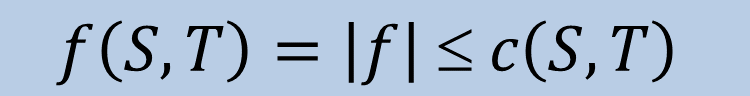 f(S,T) = |f| ≤ c(S,T)